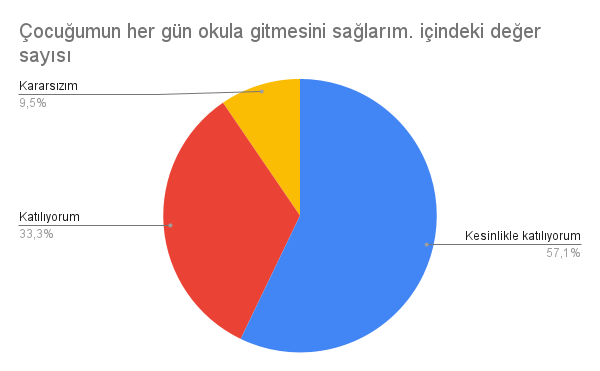 Çocuğumun her gün okula gitmesini sağlarım. içindeki değer
sayısı
Kararsızım
9,5%
Katılıyorum
33,3%
Kesinlikle katılıyorum
57,1%